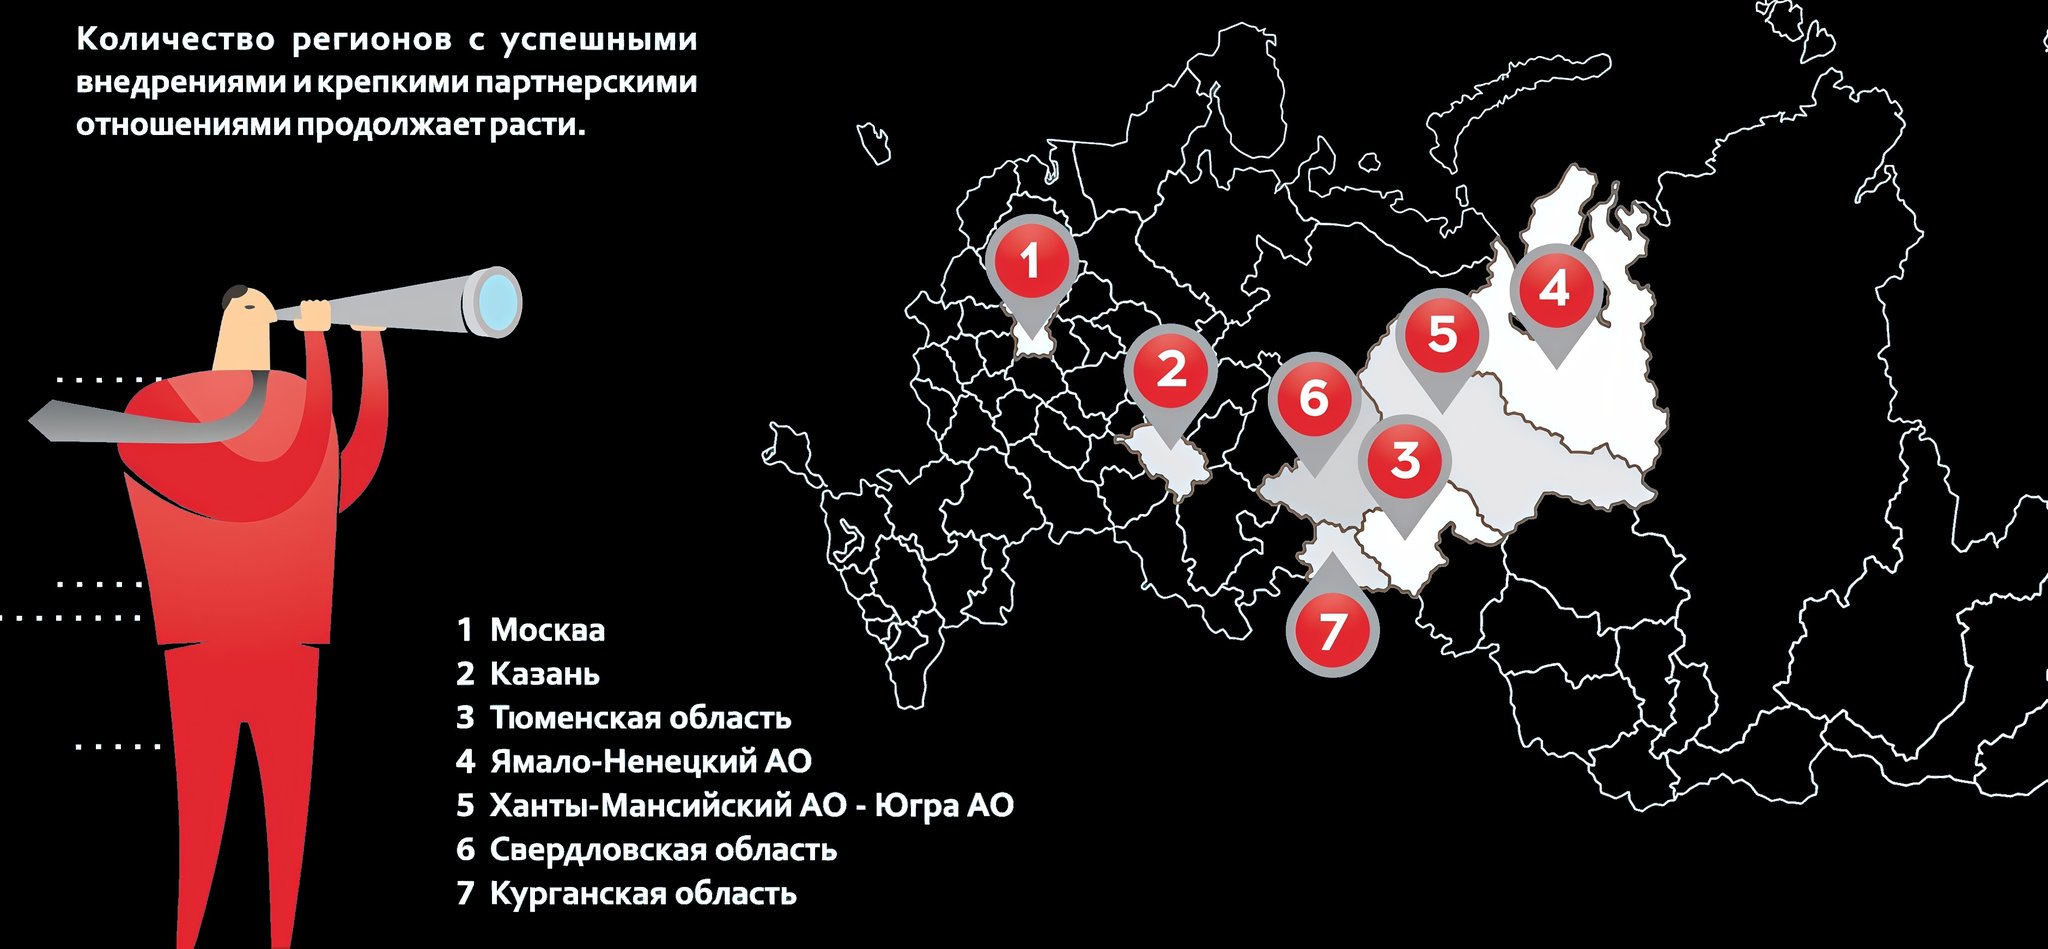 Количество регионов с успешными
внедрениями и крепкими партнерскими
отношениями продолжает расти.
1
2
3
4
5
6
7
1 Москва
2 Казань
3 Тюменская область
4 Ямало-Ненецкий АО
5 Ханты-Мансийский АО - Югра АО
6 Свердловская область
7 Курганская область